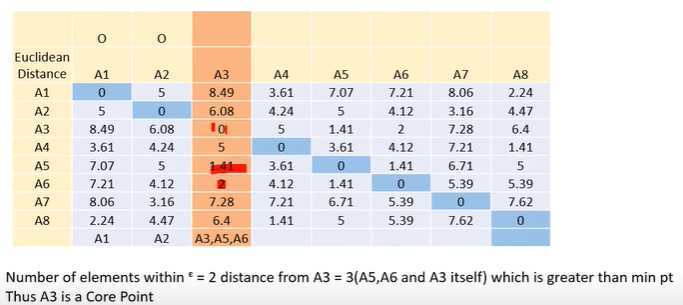 O O
Euclidean
Distance A1 A2 A3 A4 A5 A6 A7 A8
A1 0 5 8.49 3.61 7.07 7.21 8.06 2.24
A2 5 0 6.08 4.24 5 4.12 3.16 4.47
A3 8.49 6.08 0 5 1.41 2 7.28 6.4
A4 3.61 4.24 5 0 3.61 4.12 7.21 1.41
A5 7.07 5 1.41 3.61 0 1.41 6.71 5
A6 7.21 4.12 2 4.12 1.41 0 5.39 5.39
A7 8.06 3.16 7.28 7.21 6.71 5.39 0 7.62
A8 2.24 4.47 6.4 1.41 5 5.39 7.62 0
A1 A2 A3,A5,A6
Number of elements within ε = 2 distance from A3 = 3(A5,A6 and A3 itself) which is greater than min pt
Thus A3 is a Core Point